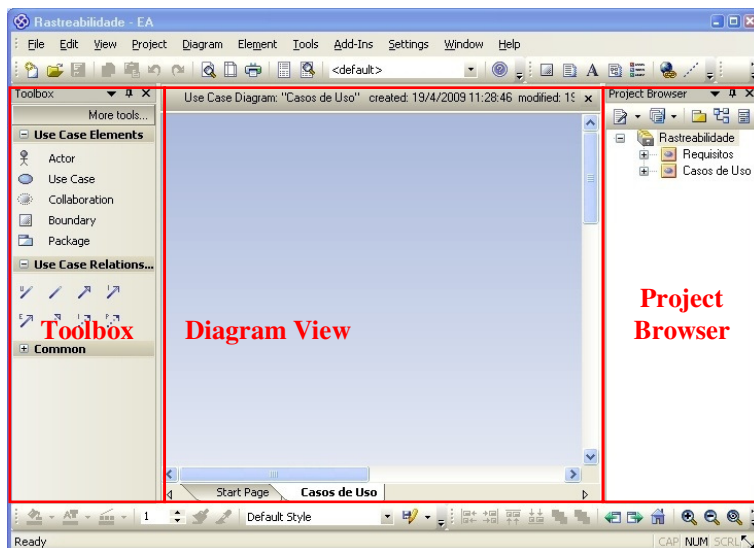 Rastreabilidade - EA
File Edit View Project Diagram Element Tools Add-Ins Settings Window Help
<default>
A
Toolbox
More tools...
Use Case Elements
Actor
Use Case
Collaboration
Boundary
Package
Use Case Relations...
Toolbox
Common
Use Case Diagram: "Casos de Uso" created: 19/4/2009 11:28:46 modified: 19
Diagram View
Start Page Casos de Uso
Project Browser
Rastreabilidade
Requisitos
Casos de Uso
Project
Browser
1 Default Style
Ready CAP NUM SCRL